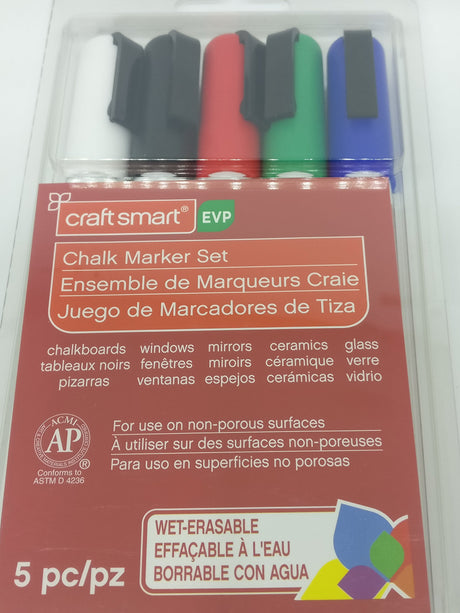 craft smart® EVP
Chalk Marker Set
Ensemble de Marqueurs Craie
Juego de Marcadores de Tiza
chalkboards windows mirrors ceramics glass
tableaux noirs fenêtres miroirs céramique verre
pizarras ventanas espejos cerámicas vidrio
ACMI
AP ®
Conforms to
ASTM D 4236
For use on non-porous surfaces
À utiliser sur des surfaces non-poreuses
Para uso en superficies no porosas
WET-ERASABLE
EFFAÇABLE À L'EAU
BORRABLE CON AGUA
5 pc/pz